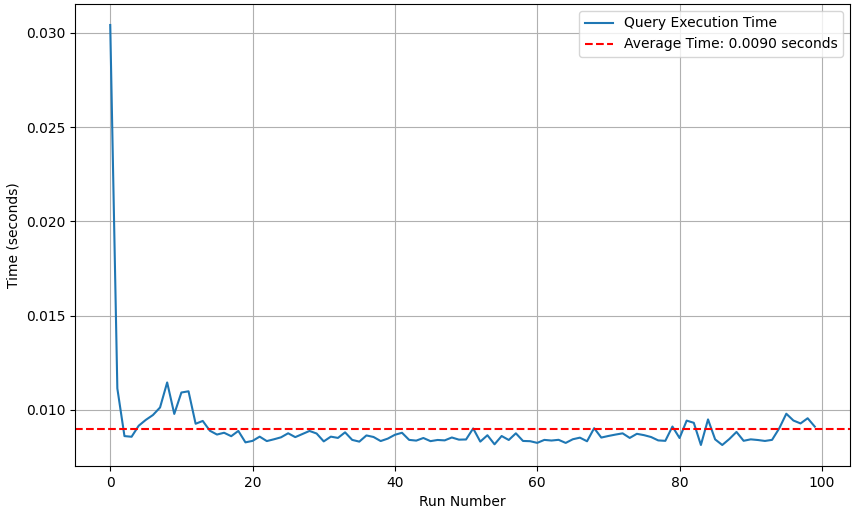 Query Execution Time
Average Time: 0.0090 seconds
0.030
0.025
0.020
0.015
0.010
Time (seconds)
0 20 40 60 80 100
Run Number